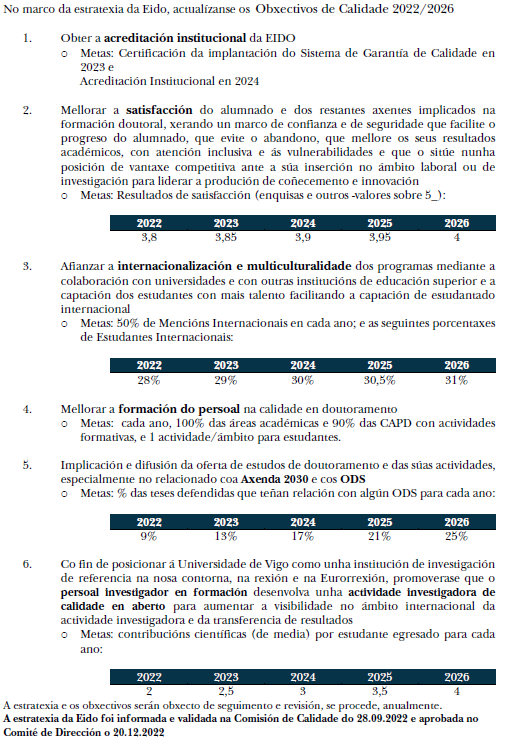 No marco da estratexia da Eido, actualízanse os Obxectivos de Calidade 2022/2026
1. Obter a acreditación institucional da EIDO
o Metas: Certificación da implantación do Sistema de Garantía de Calidade en
2023 e
Acreditación Institucional en 2024
2. Mellorar a satisfacción do alumnado e dos restantes axentes implicados na
formación doutoral, xerando un marco de confianza e de seguridade que facilite o
progreso do alumnado, que evite o abandono, que mellore os seus resultados
académicos, con atención inclusiva e ás vulnerabilidades e que o sitúe nunha
posición de vantaxe competitiva ante a súa inserción no ámbito laboral ou de
investigación para liderar a produción de coñecemento e innovación
o Metas: Resultados de satisfacción (enquisas e outros -valores sobre 5_):
2022 2023 2024 2025 2026
3,8 3,85 3,9 3,95 4
3. Afianzar a internacionalización e multiculturalidade dos programas mediante a
colaboración con universidades e con outras institucións de educación superior e a
captación dos estudantes con mais talento facilitando a captación de estudantado
internacional
o Metas: 50% de Mencións Internacionais en cada ano; e as seguintes porcentaxes
de Estudantes Internacionais:
2022 2023 2024 2025 2026
28% 29% 30% 30,5% 31%
4. Mellorar a formación do persoal na calidade en doutoramento
o Metas: cada ano, 100% das áreas académicas e 90% das CAPD con actividades
formativas, e 1 actividade/ámbito para estudantes.
5. Implicación e difusión da oferta de estudos de doutoramento e das súas actividades,
especialmente no relacionado coa Axenda 2030 e cos ODS
o Metas: % das teses defendidas que teñan relación con algún ODS para cada ano:
2022 2023 2024 2025 2026
9% 13% 17% 21% 25%
6. Co fin de posicionar á Universidade de Vigo como unha institución de investigación
de referencia na nosa contorna, na rexión e na Eurorrexión, promoverase que o
persoal investigador en formación desenvolva unha actividade investigadora de
calidade en aberto para aumentar a visibilidade no ámbito internacional da
actividade investigadora e da transferencia de resultados
o Metas: contribucións científicas (de media) por estudante egresado para cada
ano:
2022 2023 2024 2025 2026
2 2,5 3 3,5 4
A estratexia e os obxectivos serán obxecto de seguimento e revisión, se procede, anualmente.
A estratexia da Eido foi informada e validada na Comisión de Calidade do 28.09.2022 e aprobada no
Comité de Dirección o 20.12.2022